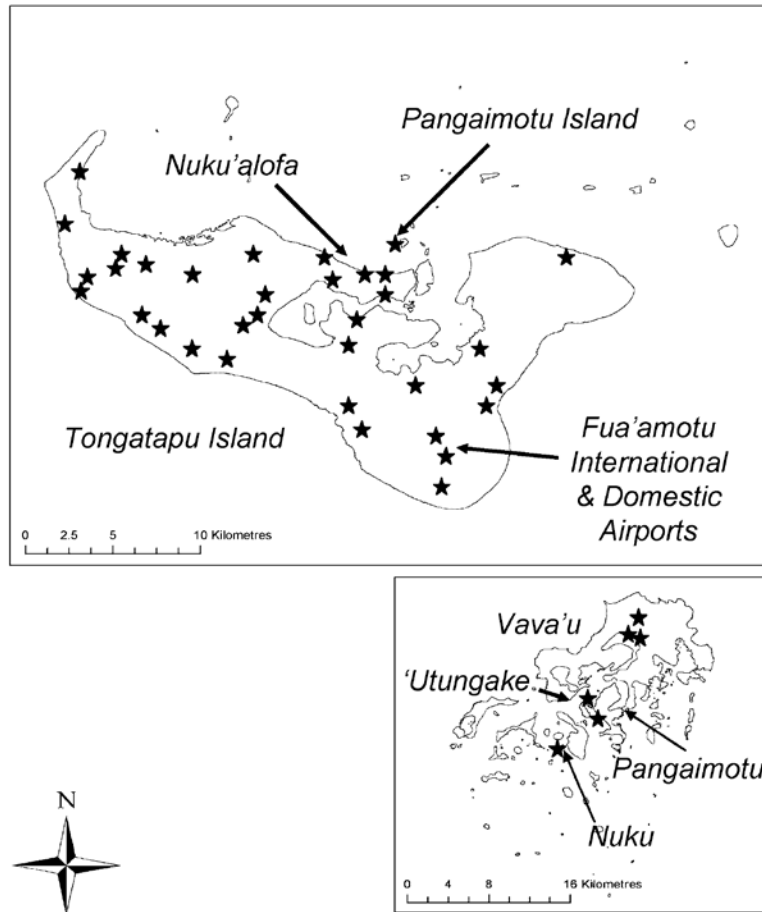 Pangaimotu Island
Nuku'alofa
Tongatapu Island
Fua'amotu
International
& Domestic
Airports
0 2.5 5 10 Kilometres
Vava'u
'Utungake
Pangaimotu
Nuku
N
0 4 8 16 Kilometres